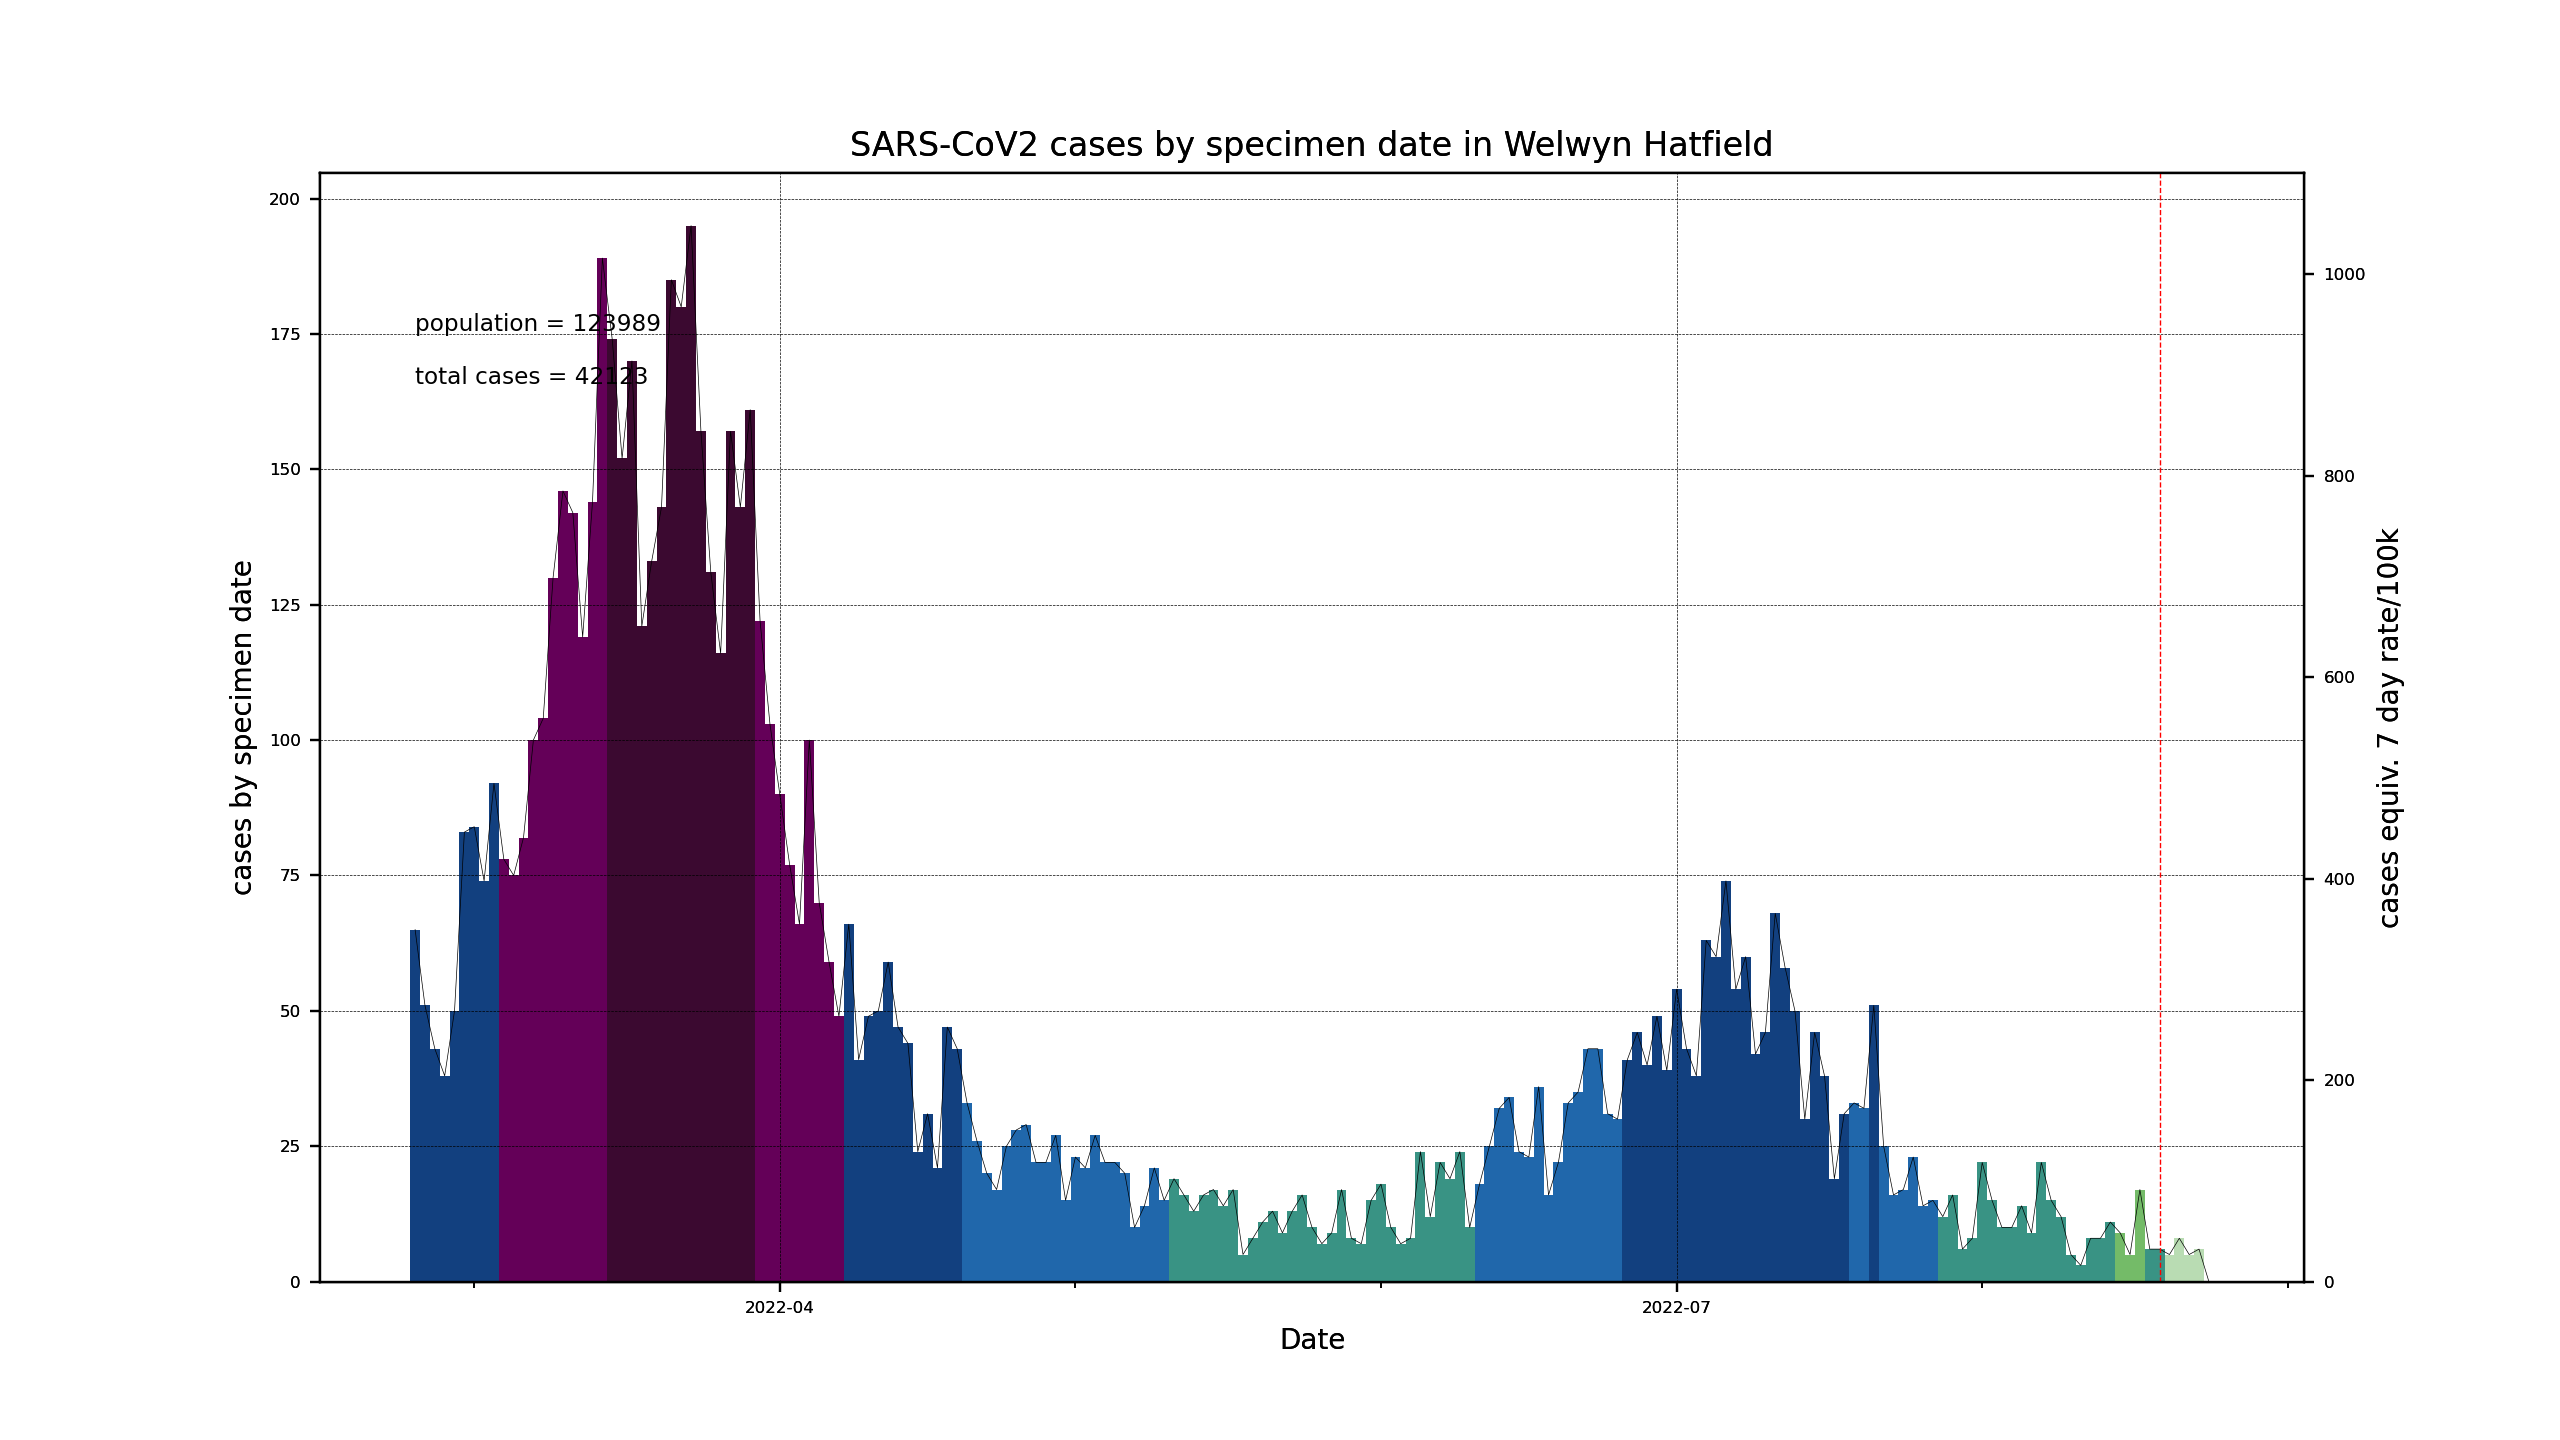 SARS-CoV2 cases by specimen date in Welwyn Hatfield
200
175
150
125
100
75
50
25
0
cases by specimen date
population = 123989
total cases = 42123
1000
800
600
400
200
0
cases equiv. 7 day rate/100k
2022-04
2022-07
Date